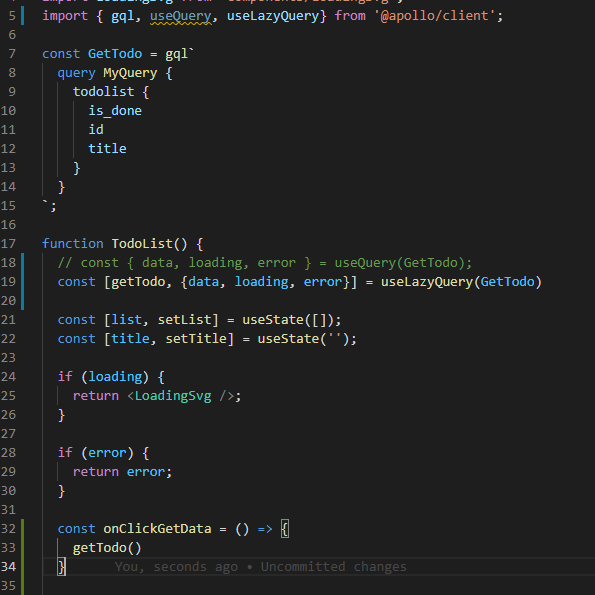 5 import { gql, useQuery, useLazyQuery} from '@apollo/client';
6
7 const GetTodo = gql`
8 query MyQuery {
9 todolist {
10 is_done
11 id
12 title
13 }
14 }
15 `;
16
17 function TodoList() {
18 // const { data, loading, error } = useQuery(GetTodo);
19 const [getTodo, {data, loading, error}] = useLazyQuery(GetTodo)
20
21 const [list, setList] = useState([]);
22 const [title, setTitle] = useState('');
23
24 if (loading) {
25 return <LoadingSvg />;
26 }
27
28 if (error) {
29 return error;
30 }
31
32 const onClickGetData = () => {
33 getTodo()
34 } You, seconds ago • Uncommitted changes
35